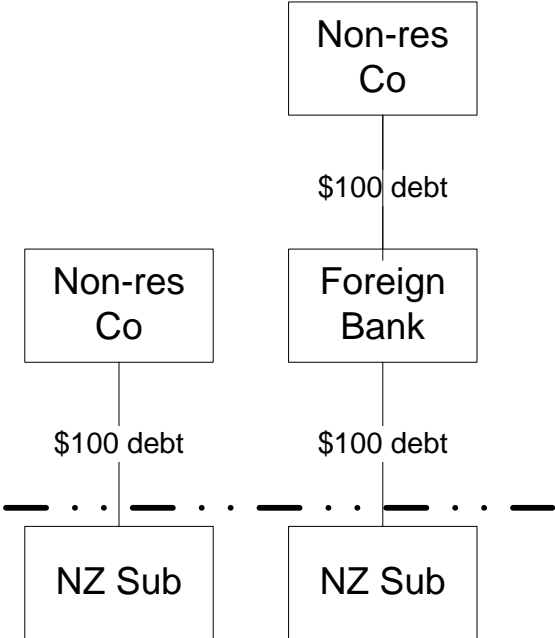 Non-res
Co
$100 debt
Non-res
Co
Foreign
Bank
$100 debt
$100 debt
NZ Sub
NZ Sub